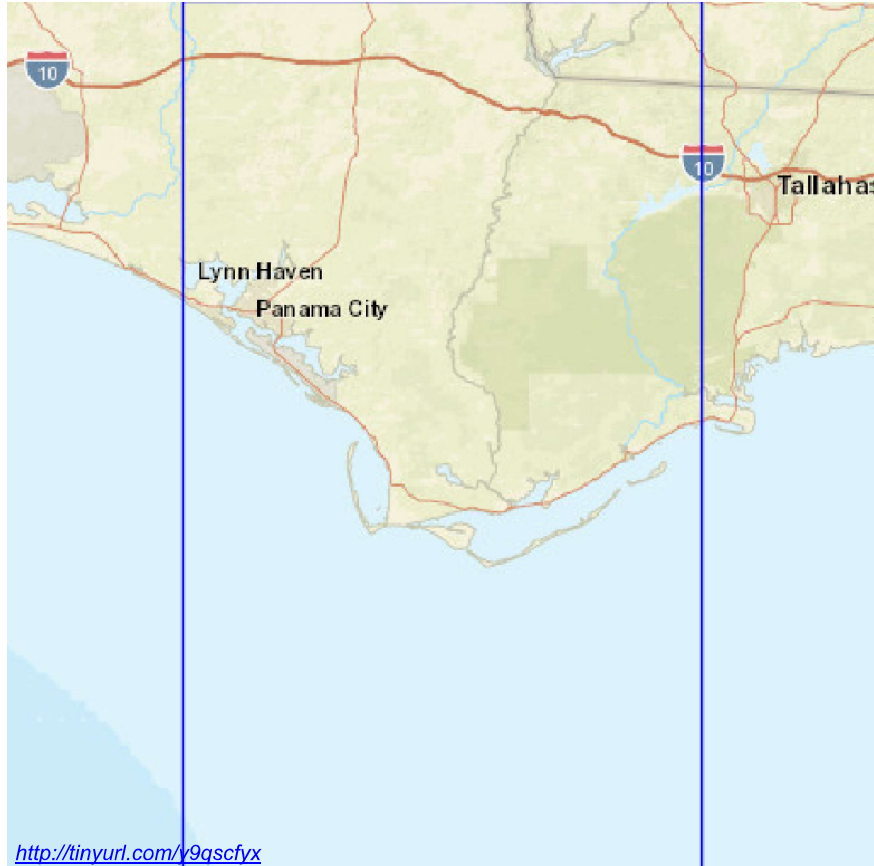 10
10
Tallahas
Lynn Haven
Panama City
http://tinyurl.com/y9qscfyx